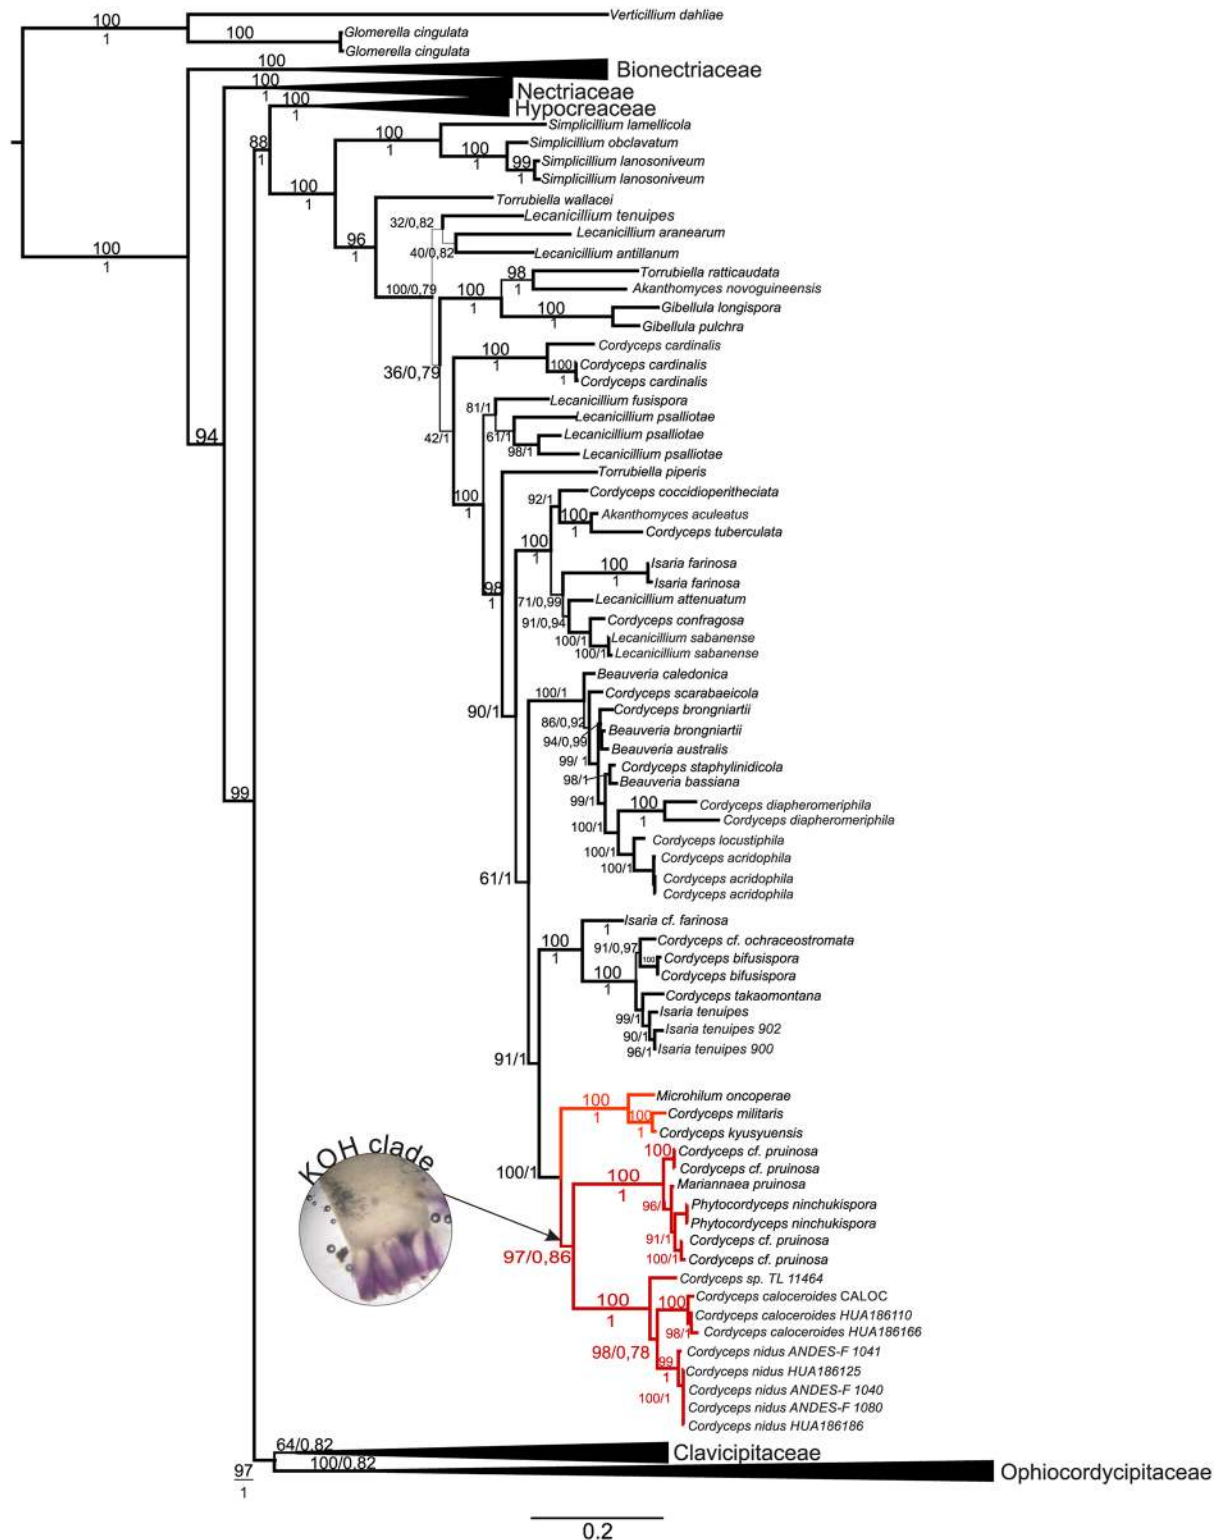 100
1
Verticillium dahliae
100
Glomerella cingulata
Glomerella cingulata
100
Bionectriaceae
100
1
Nectriaceae
100
1
Hypocreaceae
88
1
100
1
Simplicillium lamellicola
100
1
Simplicillium obclavatum
99
1
Simplicillium lanosoniveum
Simplicillium lanosoniveum
100
1
Torrubiella wallacei
32/0,82
Lecanicillium tenuipes
Lecanicillium aranearum
96
1
100
1
40/0,82
Lecanicillium antillanum
98
1
Torrubiella ratticaudata
100/0,79
Akanthomyces novoguineensis
100
1
100
1
Gibellula longispora
Gibellula pulchra
100
1
Cordyceps cardinalis
36/0,79
100
1
Cordyceps cardinalis
Cordyceps cardinalis
81/1
Lecanicillium fusispora
Lecanicillium psalliotae
94
42/1
61/1
Lecanicillium psalliotae
98/1
Lecanicillium psalliotae
Torrubiella piperis
100
1
92/1
Cordyceps coccidioperitheciata
100
1
Akanthomyces aculeatus
Cordyceps tuberculata
100
1
100
1
Isaria farinosa
Isaria farinosa
98
1
71/0,99
Lecanicillium attenuatum
91/0,94
Cordyceps confragosa
100/1
Lecanicillium sabanense
100/1
Lecanicillium sabanense
Beauveria caledonica
100/1
Cordyceps scarabaeicola
90/1
86/0,92
Cordyceps brongniartii
94/0,99
Beauveria brongniartii
Beauveria australis
99/ 1
Cordyceps staphylinidicola
98/1
Beauveria bassiana
99
99/1
100
1
Cordyceps diapheromeriphila
Cordyceps diapheromeriphila
100/1
Cordyceps locustiphila
100/1
Cordyceps acridophila
100/1
61/1
Cordyceps acridophila
Cordyceps acridophila
Isaria cf. farinosa
1
100
1
91/0,97
Cordyceps cf. ochraceostromata
100
Cordyceps bifusispora
100
1
Cordyceps bifusispora
Cordyceps takaomontana
99/1
Isaria tenuipes
90/1
Isaria tenuipes 902
91/1
96/1
Isaria tenuipes 900
100
1
Microhilum oncoperae
100
1
Cordyceps militaris
Cordyceps kyusyuensis
KOH clade
100
Cordyceps cf. pruinosa
100/1
Cordyceps cf. pruinosa
100
1
Mariannaea pruinosa
96/1
Phytocordyceps ninchukispora
Phytocordyceps ninchukispora
91/1
Cordyceps cf. pruinosa
97/0,86
100/1
Cordyceps cf. pruinosa
Cordyceps sp. TL 11464
100
1
100
Cordyceps caloceroides CALOC
Cordyceps caloceroides HUA186110
98/1
Cordyceps caloceroides HUA186166
98/0,78
Cordyceps nidus ANDES-F 1041
99
1
Cordyceps nidus HUA186125
100/1
Cordyceps nidus ANDES-F 1040
Cordyceps nidus ANDES-F 1080
Cordyceps nidus HUA186186
64/0.82
Clavicipitaceae
100/0.82
97
1
Ophiocordycipitaceae
0.2